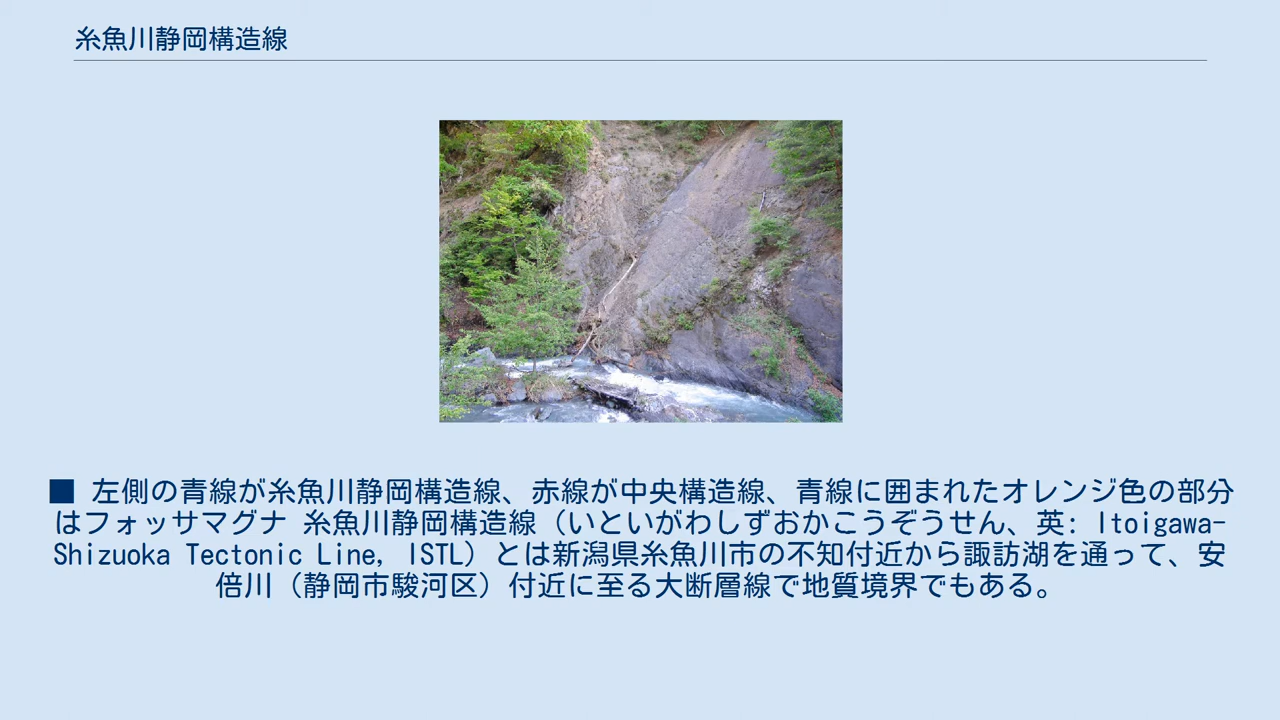 糸魚川静岡構造線
■ 左側の青線が糸魚川静岡構造線、赤線が中央構造線、青線に囲まれたオレンジ色の部分
はフォッサマグナ 糸魚川静岡構造線（いといがわしずおかこうぞうせん、英: Itoigawa-
Shizuoka Tectonic Line, ISTL）とは新潟県糸魚川市の不知付近から諏訪湖を通って、安
倍川（静岡市駿河区）付近に至る大断層線で地質境界でもある。